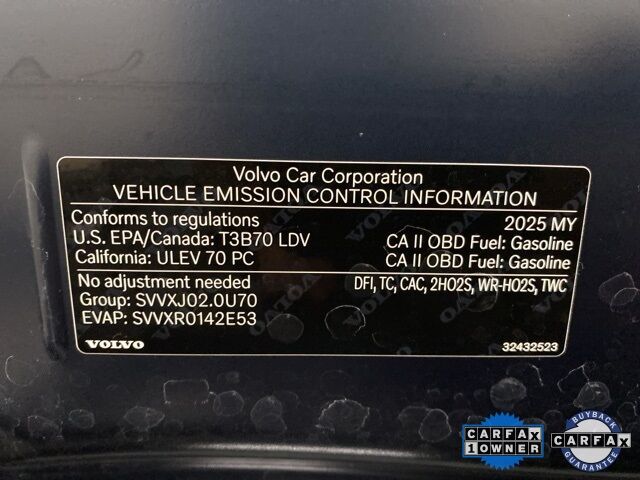 Volvo Car Corporation
VEHICLE EMISSION CONTROL INFORMATION
Conforms to regulations 2025 MY
U.S. EPA/Canada: T3B70 LDV CA II OBD Fuel: Gasoline
California: ULEV 70 PC CA II OBD Fuel: Gasoline
No adjustment needed DFI, TC, CAC, 2HO2S, WR-HO2S, TWC
Group: SVVXJ02.0U70
EVAP: SVVXR0142E53
VOLVO 32432523
CARFAX
1 OWNER
BUYBACK
CARFAX
GUARANTEE